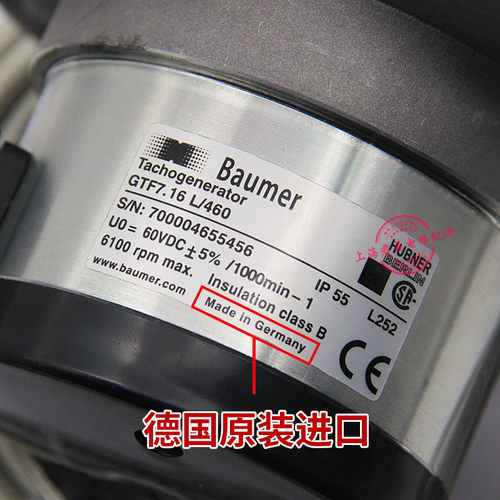 Baumer
Tachogenerator
GTF7.16 L/460
S/N: 700004655456
U0 = 60VDC ± 5% /1000min-1
IP 55
L252
6100 rpm max.
Insulation class B
www.baumer.com
Made in Germany
HÜBNER
BERLIN
CE
德国原装进口